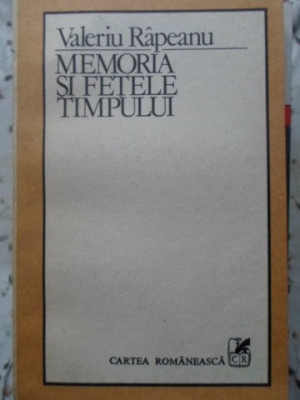 Valeriu Râpeanu
MEMORIA
ȘI FEȚELE
TIMPULUI
CARTEA ROMÂNEASCĂ
CR